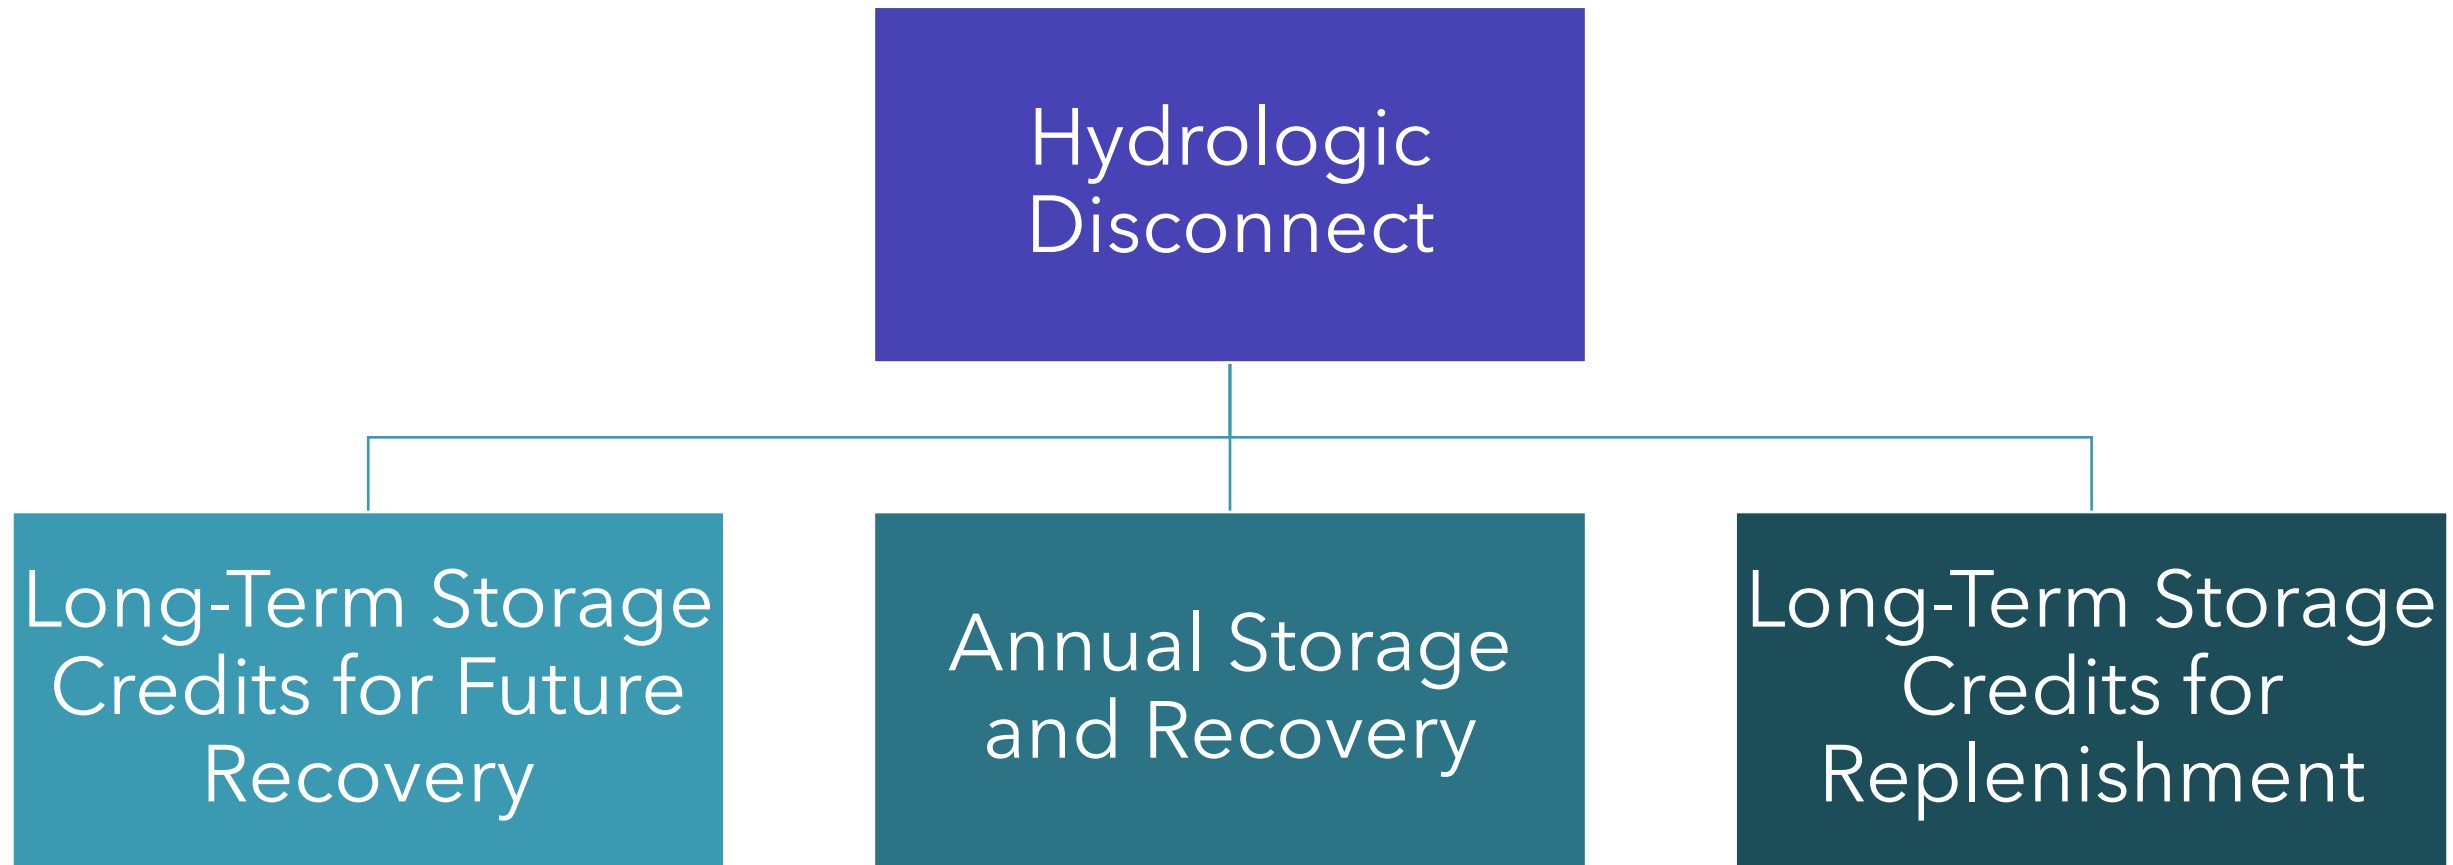 Hydrologic
Disconnect
Long-Term Storage
Credits for Future
Recovery
Annual Storage
and Recovery
Long-Term Storage
Credits for
Replenishment